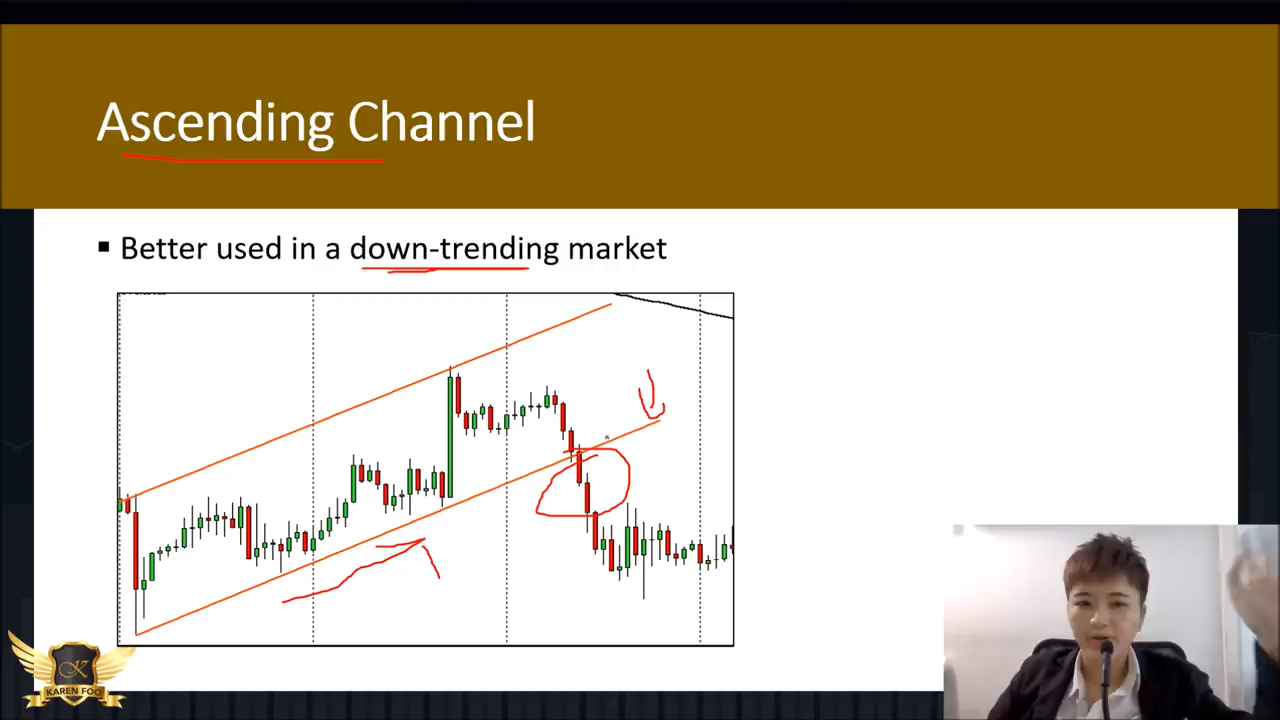 Ascending Channel
▪ Better used in a down-trending market
K
KAREN FOO